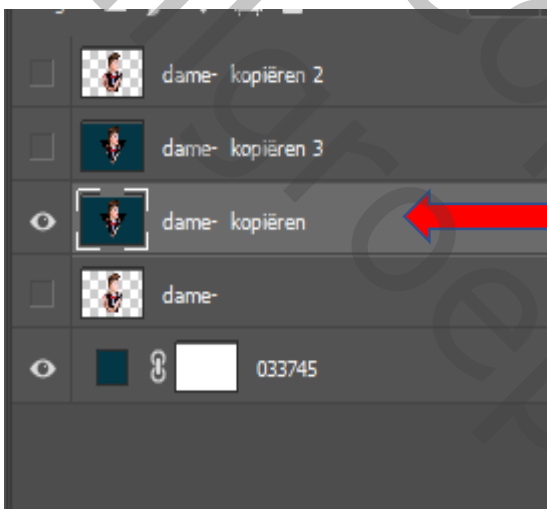 dame- kopiëren 2
dame- kopiëren 3
dame- kopiëren
dame-
033745